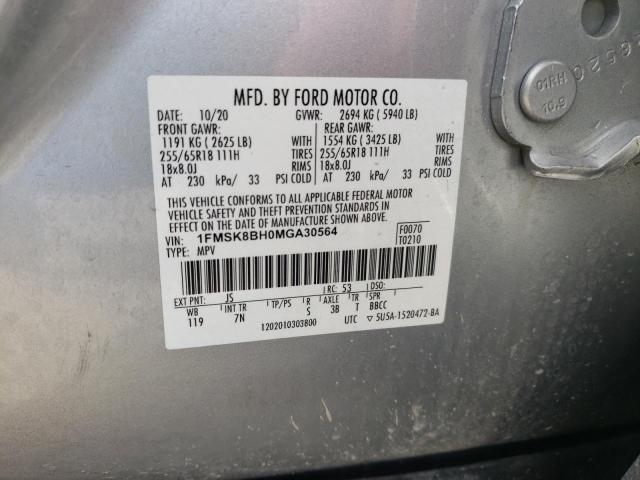 MFD. BY FORD MOTOR CO.
DATE: 10/20 GVWR: 2694 KG ( 5940 LB)
FRONT GAWR: REAR GAWR:
1191 KG ( 2625 LB) WITH 1554 KG ( 3425 LB) WITH
255/65R18 111H TIRES 255/65R18 111H TIRES
18x8.0J RIMS 18x8.0J RIMS
AT 230 kPa/ 33 PSI COLD AT 230 kPa/ 33 PSI COLD
THIS VEHICLE CONFORMS TO ALL APPLICABLE FEDERAL MOTOR
VEHICLE SAFETY AND THEFT PREVENTION STANDARDS IN
EFFECT ON THE DATE OF MANUFACTURE SHOWN ABOVE.
VIN: 1FMSK8BH0MGA30564 F0070
TYPE: MPV T0210
EXT PNT: JS RC: 53 DSO:
WB INT TR TP/PS R AXLE TR SPR
119 7N S 3B T BBCC
1202010303800 UTC ▽ 5U5A-1520472-BA
01RH
10.9